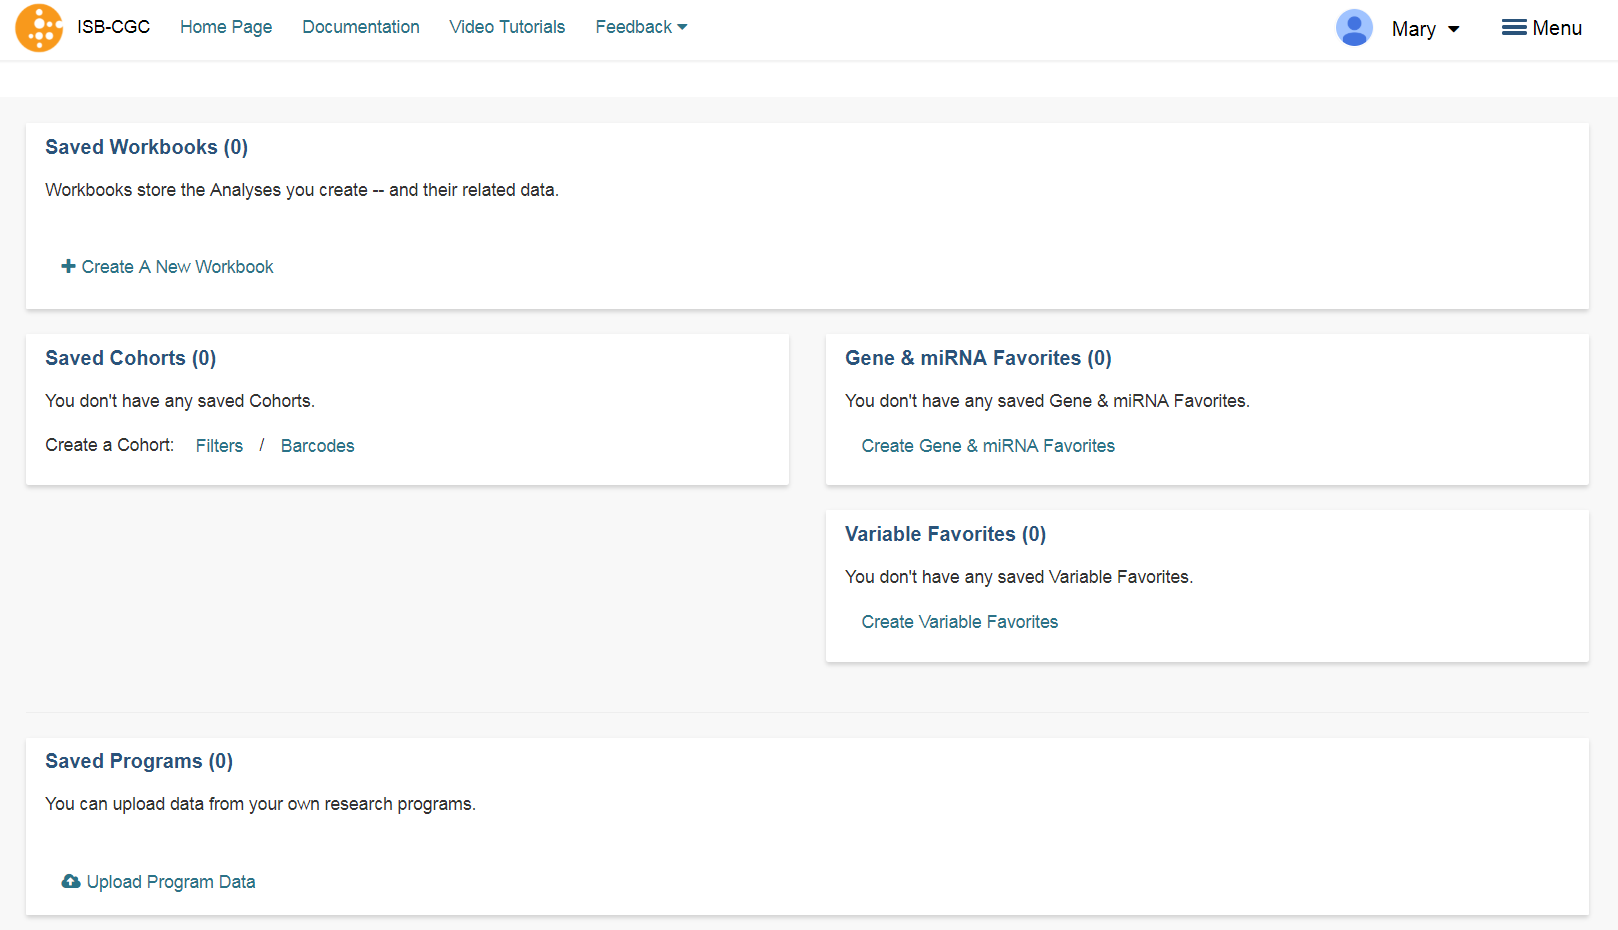 ISB-CGC Home Page Documentation Video Tutorials Feedback Mary Menu
Saved Workbooks (0)
Workbooks store the Analyses you create -- and their related data.
Create A New Workbook
Saved Cohorts (0)
You don't have any saved Cohorts.
Create a Cohort: Filters / Barcodes
Gene & miRNA Favorites (0)
You don't have any saved Gene & miRNA Favorites.
Create Gene & miRNA Favorites
Variable Favorites (0)
You don't have any saved Variable Favorites.
Create Variable Favorites
Saved Programs (0)
You can upload data from your own research programs.
Upload Program Data